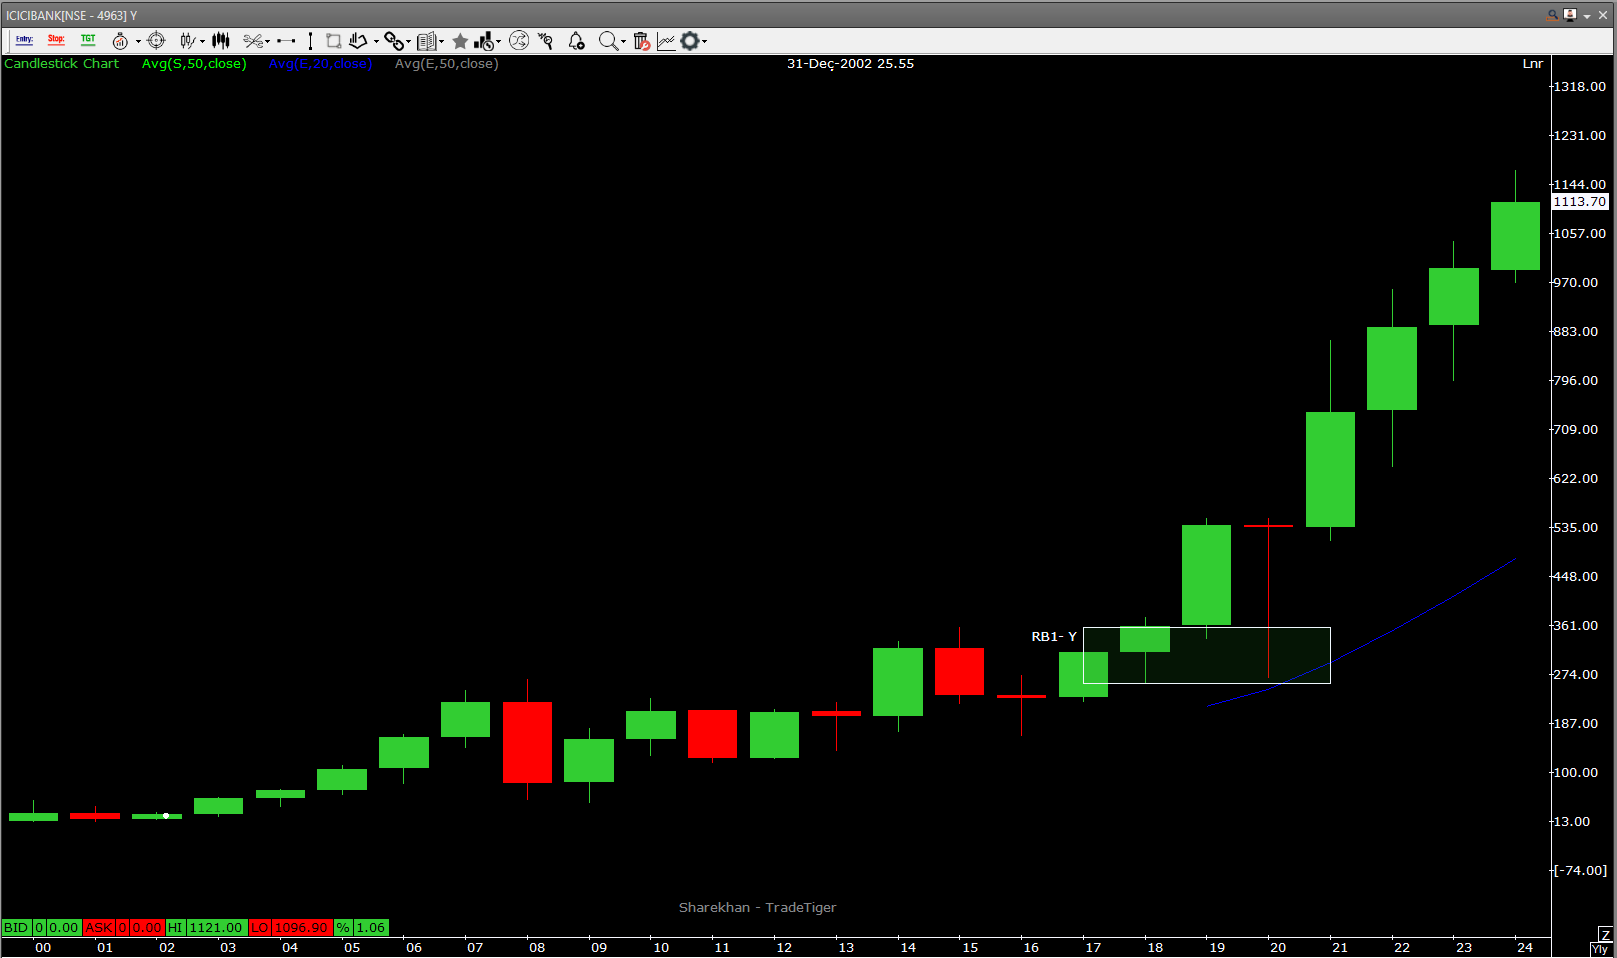 ICICIBANK[NSE - 4963] Y
Entry: Stop: TGT
Candlestick Chart Avg(S,50,close) Avg(E,20,close) Avg(E,50,close) 31-Dec-2002 25.55 Lnr
1318.00
1231.00
1144.00
1113.70
1057.00
970.00
883.00
796.00
709.00
622.00
535.00
448.00
361.00
RB1- Y
274.00
187.00
100.00
13.00
[-74.00]
Sharekhan - TradeTiger
BID 0 0.00 ASK 0 0.00 HI 1121.00 LO 1096.90 % 1.06
Z
00 01 02 03 04 05 06 07 08 09 10 11 12 13 14 15 16 17 18 19 20 21 22 23 24 Yly